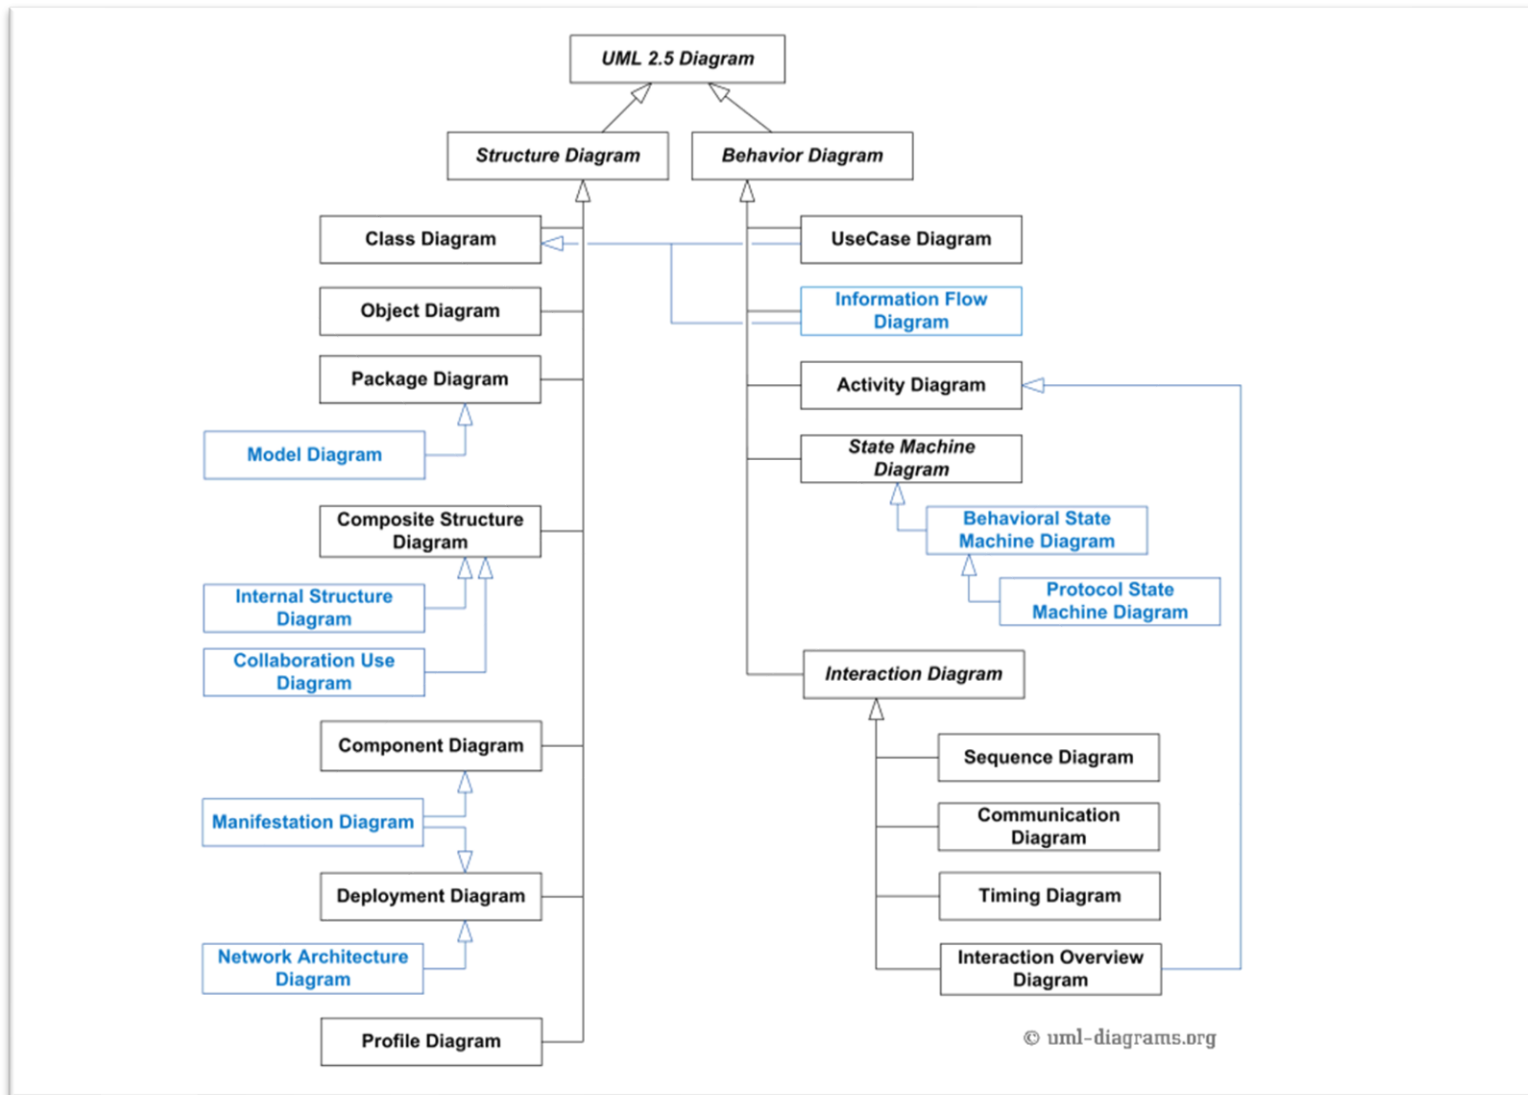 UML 2.5 Diagram
Structure Diagram
Behavior Diagram
Class Diagram
Object Diagram
Package Diagram
Model Diagram
Composite Structure
Diagram
Internal Structure
Diagram
Collaboration Use
Diagram
Component Diagram
Manifestation Diagram
Deployment Diagram
Network Architecture
Diagram
Profile Diagram
UseCase Diagram
Information Flow
Diagram
Activity Diagram
State Machine
Diagram
Behavioral State
Machine Diagram
Protocol State
Machine Diagram
Interaction Diagram
Sequence Diagram
Communication
Diagram
Timing Diagram
Interaction Overview
Diagram
© uml-diagrams.org